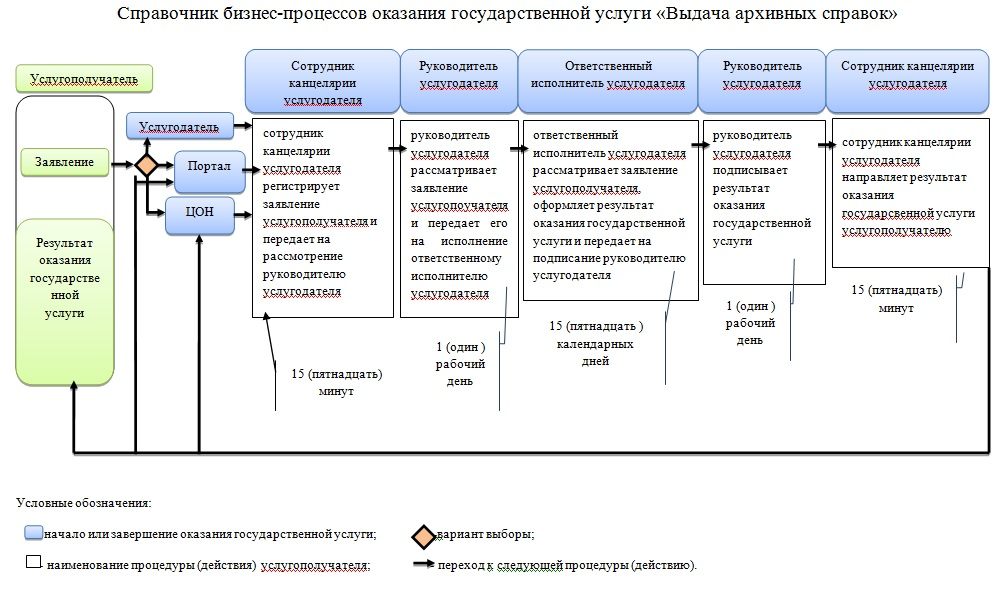 Справочник бизнес-процессов оказания государственной услуги «Выдача архивных справок»
Услугополучатель
Заявление
Результат
оказания
государстве
нной
услуги
Услугодатель
Портал
ЦОН
Сотрудник
канцелярии
услугодателя
Руководитель
услугодателя
Ответственный
исполнитель услугодателя
Руководитель
услугодателя
Сотрудник канцелярии
услугодателя
сотрудник
канцелярии
услугодателя
регистрирует
заявление
услугополучателя и
передает на
рассмотрение
руководителю
услугодателя
руководитель
услугодателя
рассматривает
заявление
услугопоучателя
и передает его
на исполнение
ответственному
исполнителю
услугодателя
ответственный
исполнитель услугодателя
рассматривает заявление
услугополучателя,
оформляет результат
оказания государственной
услуги и передает на
подписание руководителю
услугодателя
руководитель
услугодателя
подписывает
результат
оказания
государственной
услуги
сотрудник канцелярии
услугодателя
направляет результат
оказания
государсвенной услуги
услугополучателю
15 (пятнадцать)
минут
1 (один )
рабочий
день
15 (пятнадцать )
календарных
дней
1 (один )
рабочий
день
15 (пятнадцать)
минут
Условные обозначения:
начало или завершение оказания государственной услуги;
вариант выборы;
- наименование процедуры (действия) услугополучателя;
- переход к следующей процедуры (действию).